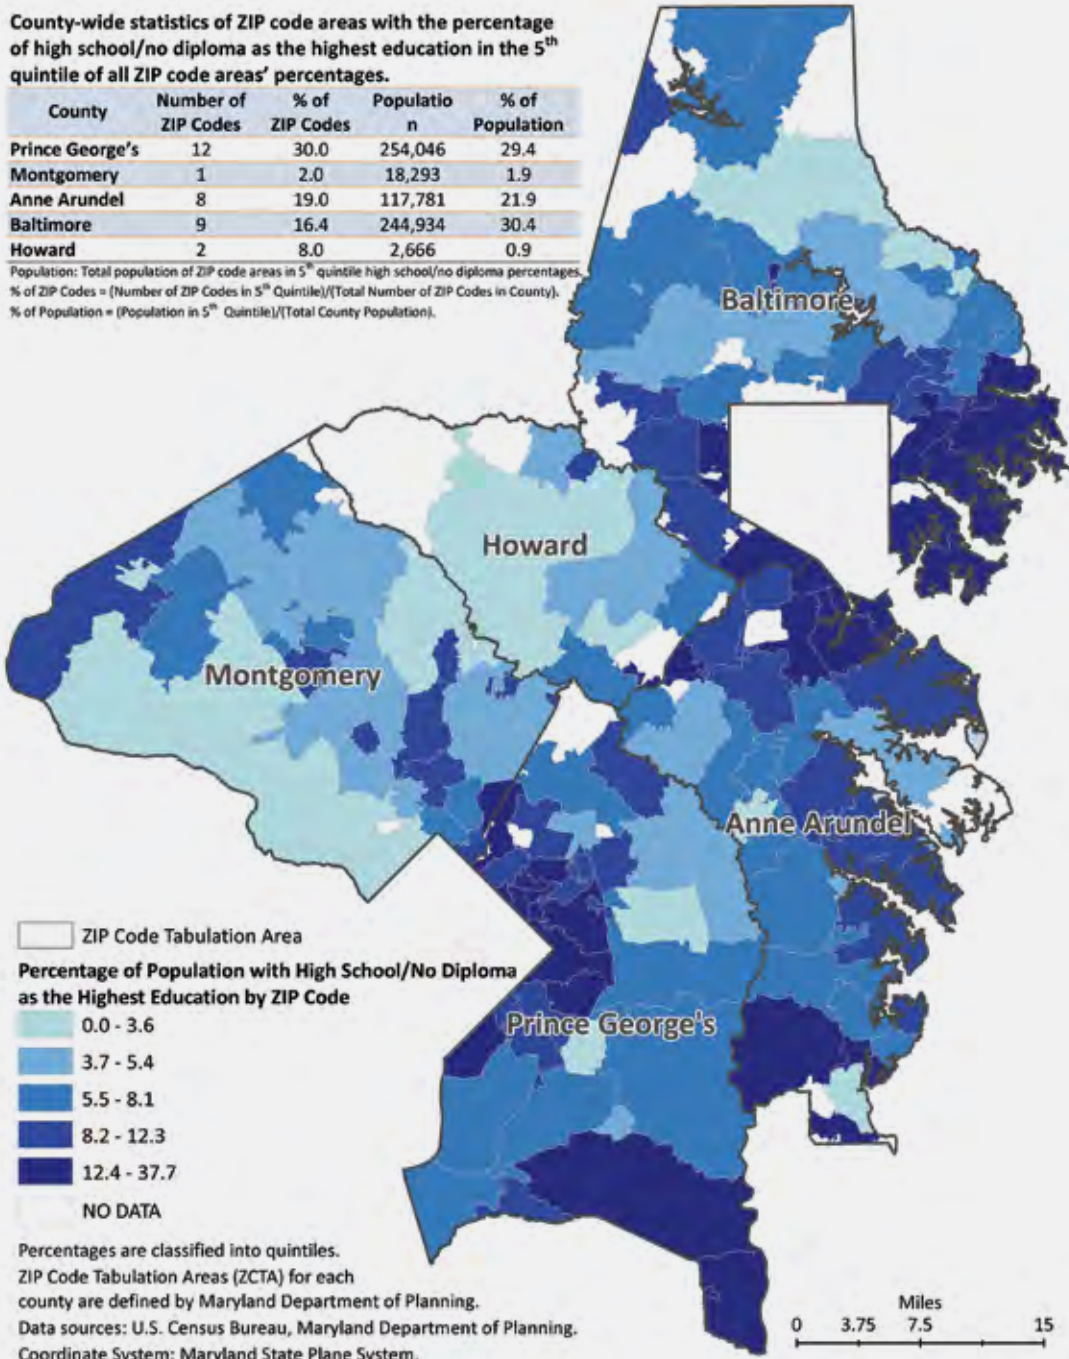 County-wide statistics of ZIP code areas with the percentage
of high school/no diploma as the highest education in the 5th
quintile of all ZIP code areas' percentages.
County Number of ZIP Codes % of ZIP Codes Populatio n % of Population
Prince George's 12 30.0 254,046 29.4
Montgomery 1 2.0 18,293 1.9
Anne Arundel 8 19.0 117,781 21.9
Baltimore 9 16.4 244,934 30.4
Howard 2 8.0 2,666 0.9
Population: Total population of ZIP code areas in 5th quintile high school/no diploma percentages.
% of ZIP Codes = (Number of ZIP Codes in 5th Quintile)/(Total Number of ZIP Codes in County).
% of Population = (Population in 5th Quintile)/(Total County Population).
Baltimore
Howard
Montgomery
Anne Arundel
Prince George's
ZIP Code Tabulation Area
Percentage of Population with High School/No Diploma
as the Highest Education by ZIP Code
0.0 - 3.6
3.7 - 5.4
5.5 - 8.1
8.2 - 12.3
12.4 - 37.7
NO DATA
Percentages are classified into quintiles.
ZIP Code Tabulation Areas (ZCTA) for each
county are defined by Maryland Department of Planning.
Data sources: U.S. Census Bureau, Maryland Department of Planning.
Coordinate System: Maryland State Plane System.
Miles
0 3.75 7.5 15